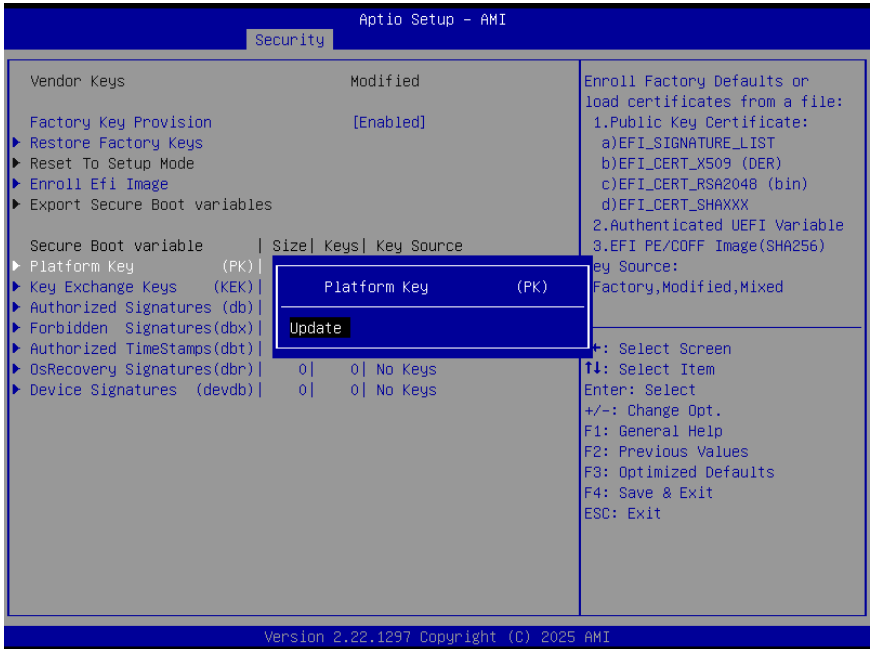 Aptio Setup - AMI
Security
Vendor Keys Modified
Factory Key Provision [Enabled]
Restore Factory Keys
Reset To Setup Mode
Enroll Efi Image
Export Secure Boot variables
Secure Boot variable | Size| Keys| Key Source
Platform Key (PK)|
Key Exchange Keys (KEK)|
Authorized Signatures (db)|
Forbidden Signatures(dbx)|
Authorized TimeStamps(dbt)|
OsRecovery Signatures(dbr)| 0| 0| No Keys
Device Signatures (devdb)| 0| 0| No Keys
Platform Key (PK)
Update
Enroll Factory Defaults or
load certificates from a file:
1.Public Key Certificate:
a)EFI_SIGNATURE_LIST
b)EFI_CERT_X509 (DER)
c)EFI_CERT_RSA2048 (bin)
d)EFI_CERT_SHAXXX
2.Authenticated UEFI Variable
3.EFI PE/COFF Image(SHA256)
ey Source:
Factory,Modified,Mixed
: Select Screen
↑↓: Select Item
Enter: Select
+/-: Change Opt.
F1: General Help
F2: Previous Values
F3: Optimized Defaults
F4: Save & Exit
ESC: Exit
Version 2.22.1297 Copyright (C) 2025 AMI